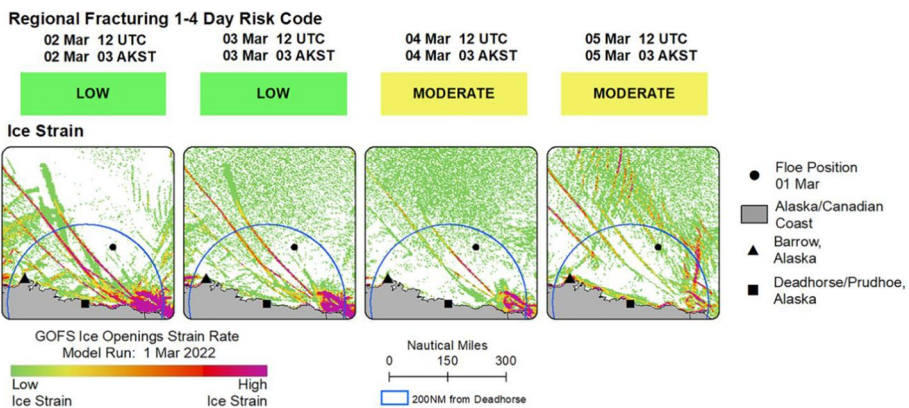 Regional Fracturing 1-4 Day Risk Code
02 Mar 12 UTC
02 Mar 03 AKST
03 Mar 12 UTC
03 Mar 03 AKST
04 Mar 12 UTC
04 Mar 03 AKST
05 Mar 12 UTC
05 Mar 03 AKST
LOW
LOW
MODERATE
MODERATE
Ice Strain
Floe Position
01 Mar
Alaska/Canadian
Coast
Barrow,
Alaska
Deadhorse/Prudhoe,
Alaska
GOFS Ice Openings Strain Rate
Model Run: 1 Mar 2022
Low
Ice Strain
High
Ice Strain
Nautical Miles
0 150 300
200NM from Deadhorse